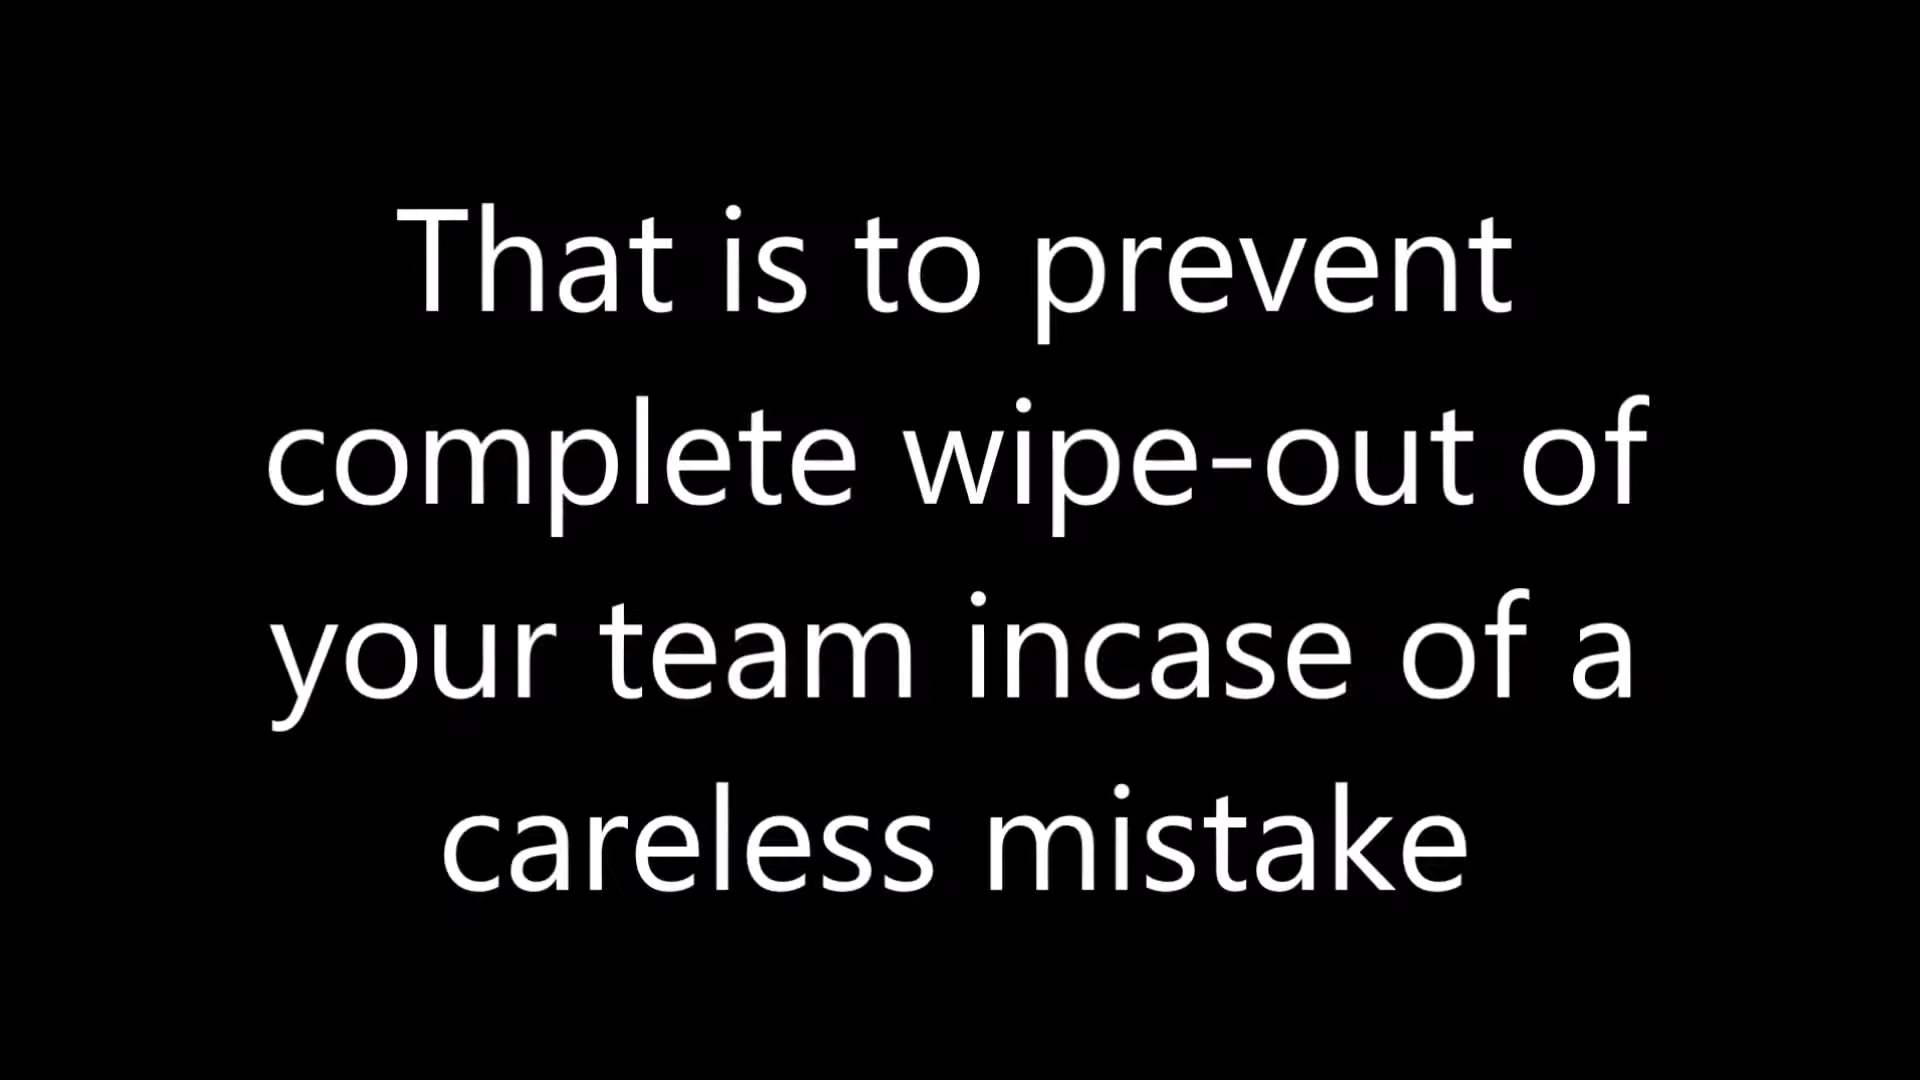 That is to prevent
complete wipe-out of
your team incase of a
careless mistake